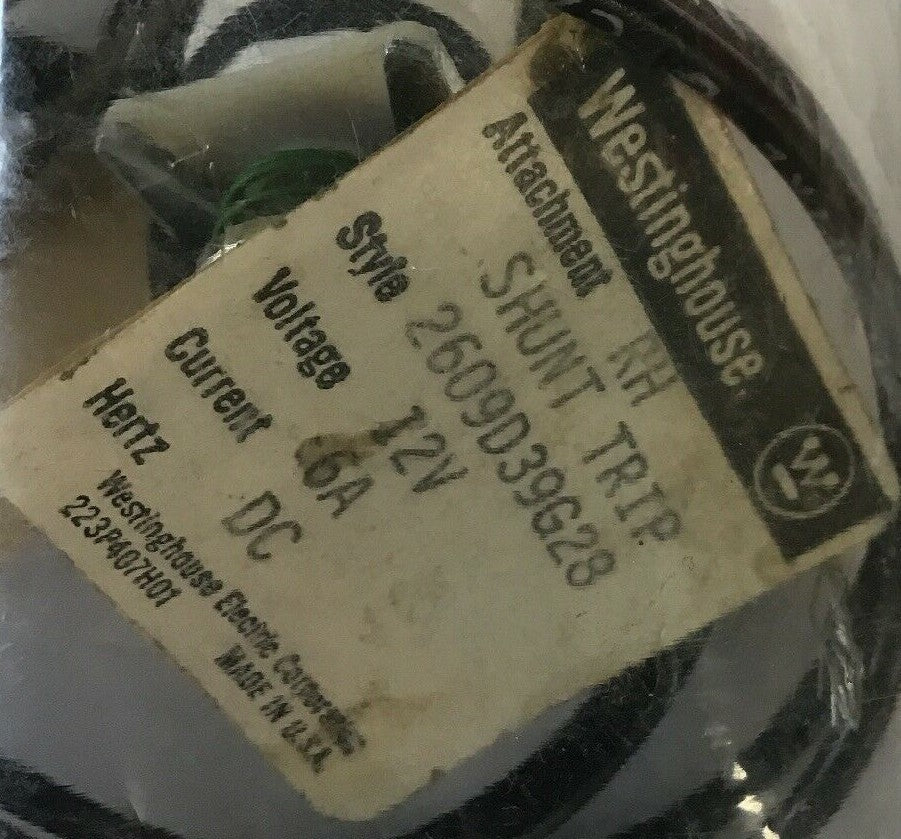 Westinghouse
W
Attachment RH
SHUNT TRIP
Style 2609D39G28
Voltage 12V
Current .6A
Hertz DC
Westinghouse Electric Corporation
223P407H01 MADE IN U.S.A.